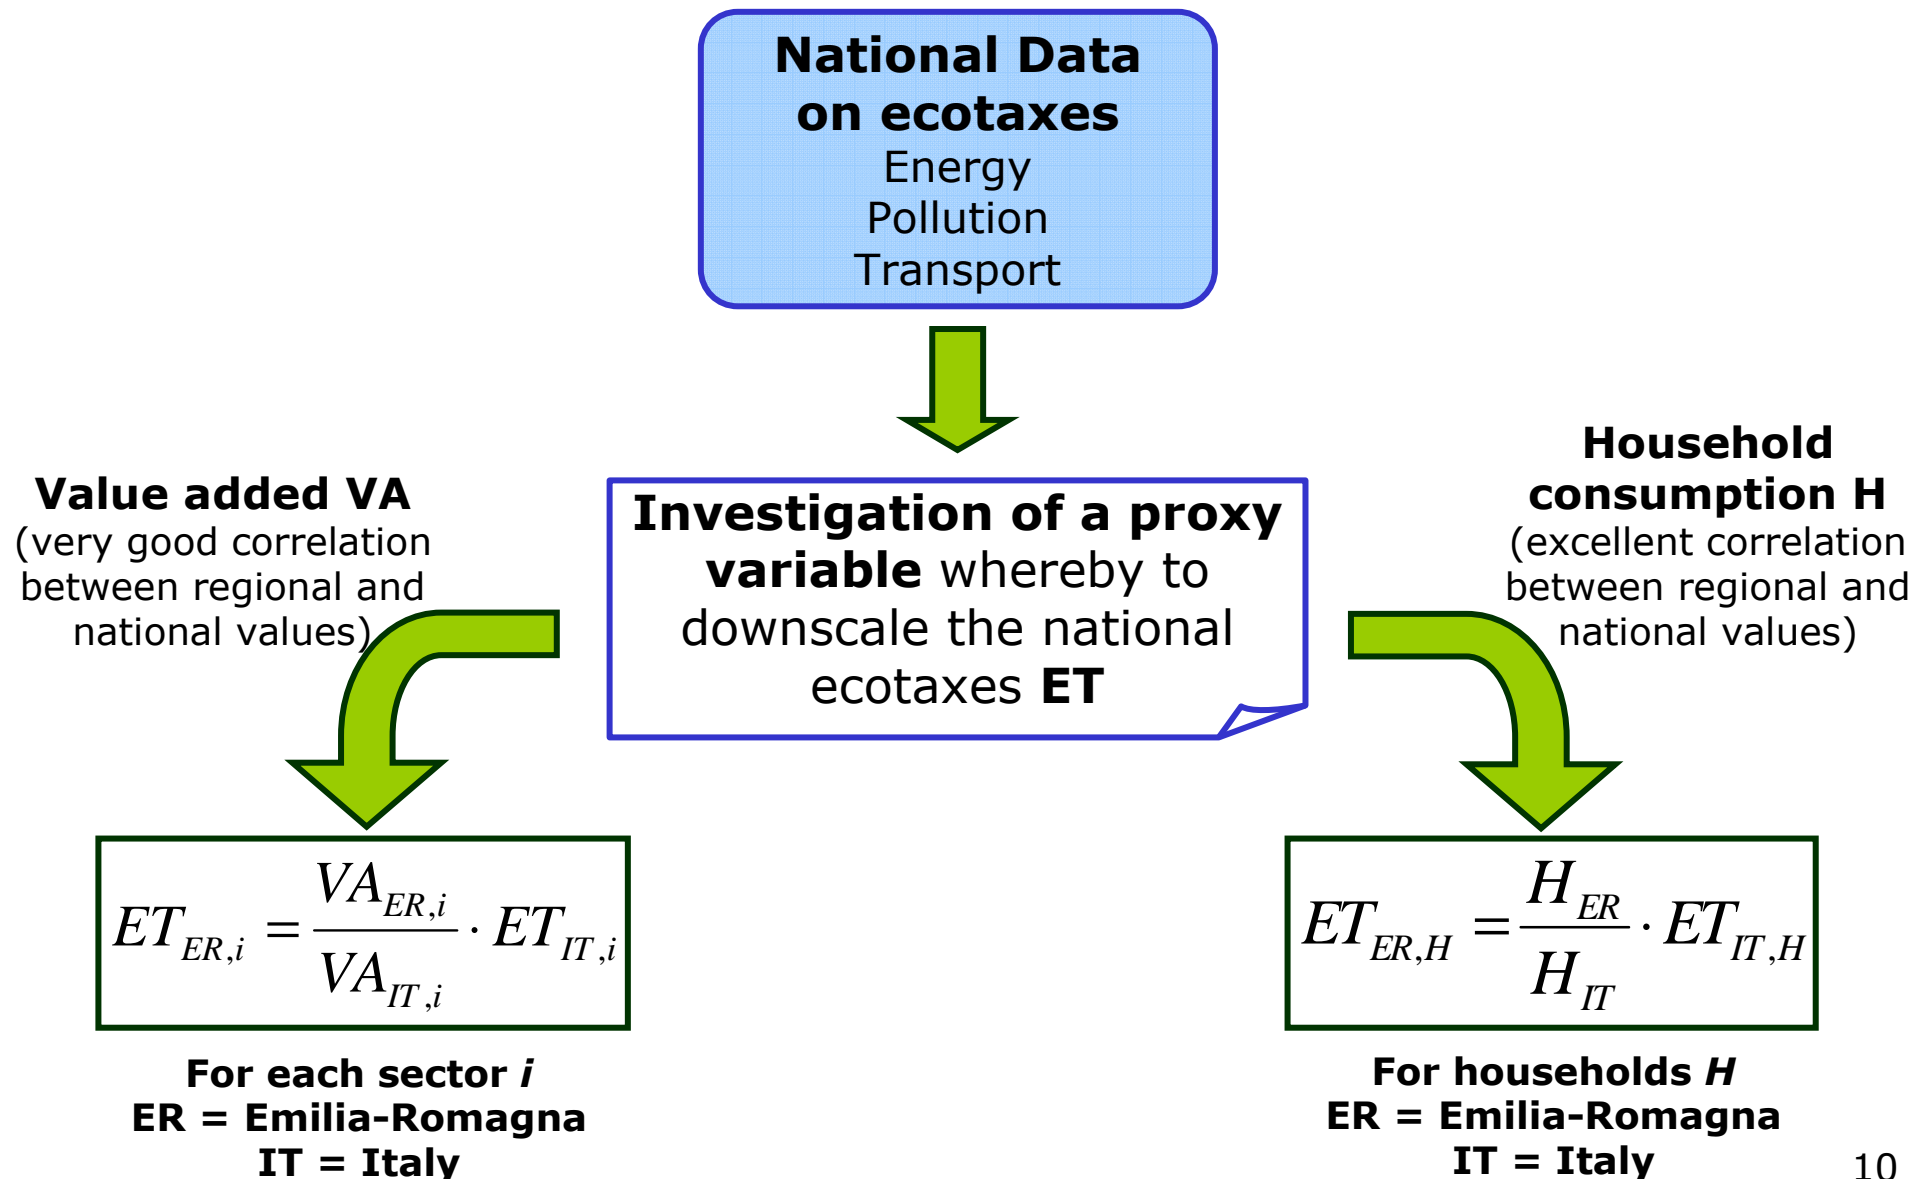 National Data
on ecotaxes
Energy
Pollution
Transport
Value added VA
(very good correlation
between regional and
national values)
Investigation of a proxy
variable whereby to
downscale the national
ecotaxes ET
Household
consumption H
(excellent correlation
between regional and
national values)
ET_{ER,i} = \frac{VA_{ER,i}}{VA_{IT,i}} · ET_{IT,i}
For each sector i
ER = Emilia-Romagna
IT = Italy
ET_{ER,H} = \frac{H_{ER}}{H_{IT}} · ET_{IT,H}
For households H
ER = Emilia-Romagna
IT = Italy
10